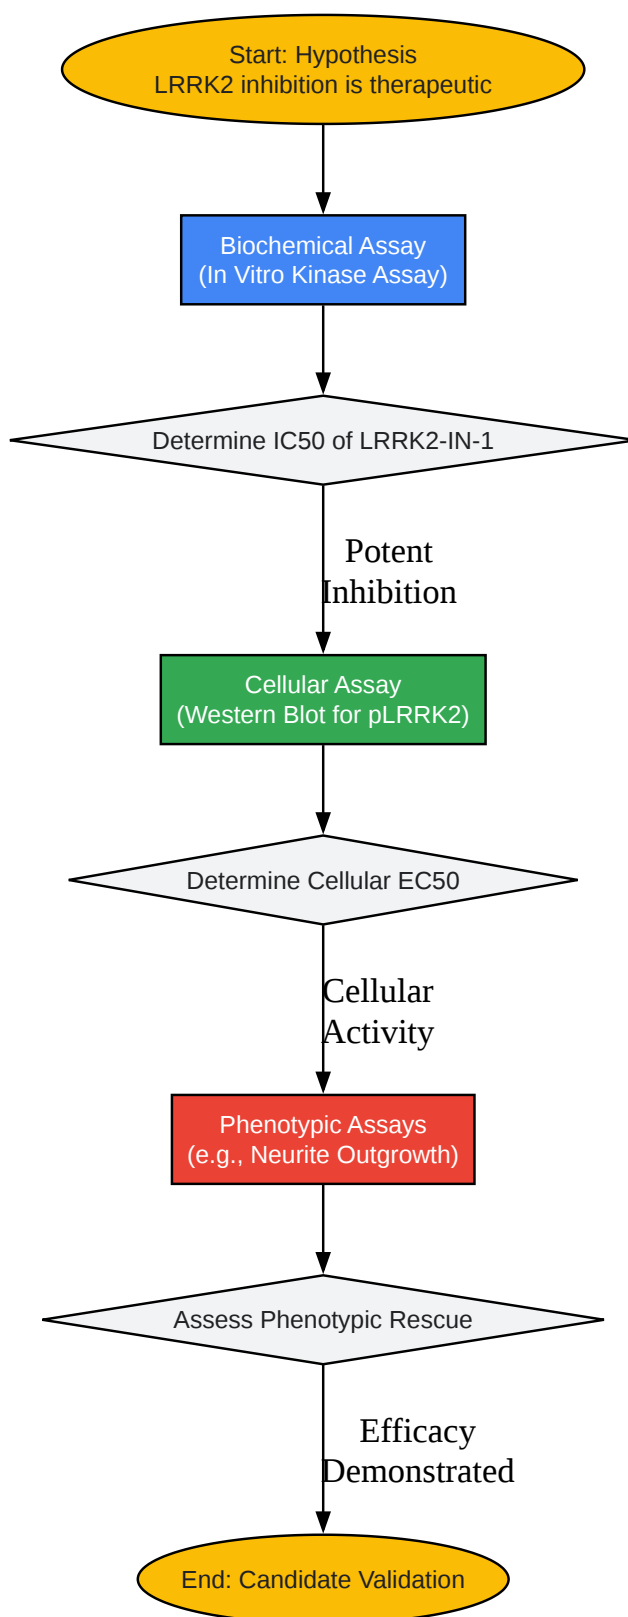 Start: Hypothesis
LRRK2 inhibition is therapeutic
Biochemical Assay
(In Vitro Kinase Assay)
Determine IC50 of LRRK2-IN-1
Potent
Inhibition
Cellular Assay
(Western Blot for pLRRK2)
Determine Cellular EC50
Cellular
Activity
Phenotypic Assays
(e.g., Neurite Outgrowth)
Assess Phenotypic Rescue
Efficacy
Demonstrated
End: Candidate Validation